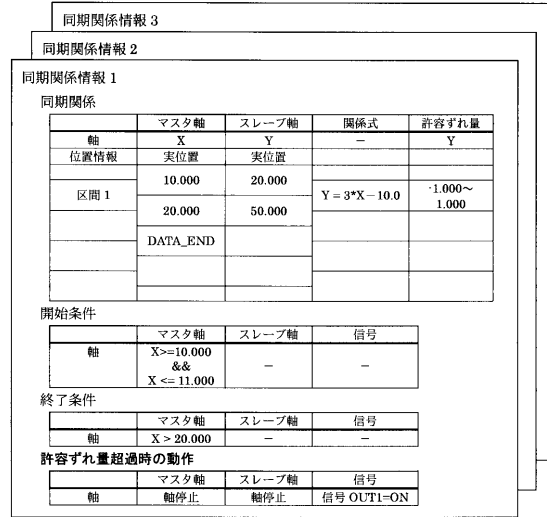 同期関係情報 3
同期関係情報 2
同期関係情報 1
同期関係
マスタ軸 スレーブ軸 関係式 許容ずれ量
軸 X Y － Y
位置情報 実位置 実位置
区間 1 10.000 20.000 Y = 3*X－10.0 -1.000～
1.000
20.000 50.000
DATA_END
開始条件
マスタ軸 スレーブ軸 信号
軸 X>=10.000 － －
&&
X <= 11.000
終了条件
マスタ軸 スレーブ軸 信号
軸 X > 20.000 － －
許容ずれ量超過時の動作
マスタ軸 スレーブ軸 信号
軸 軸停止 軸停止 信号 OUT1=ON